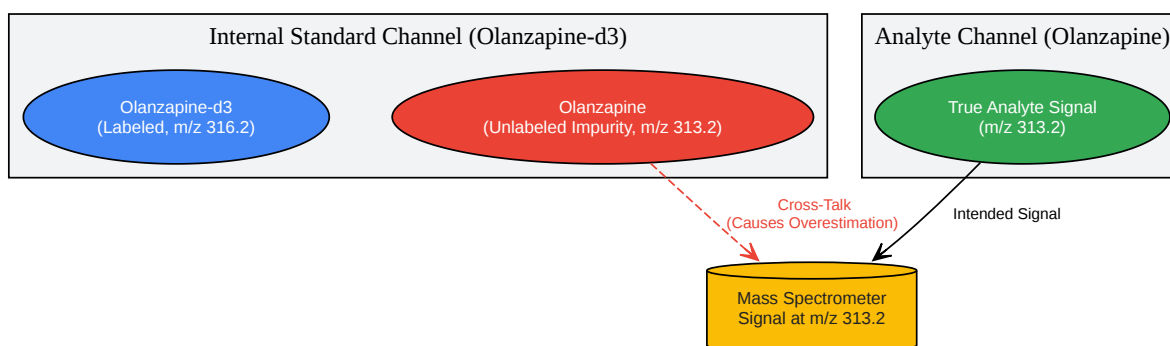 Internal Standard Channel (Olanzapine-d3)
Analyte Channel (Olanzapine)
Olanzapine-d3
(Labeled, m/z 316.2)
Olanzapine
(Unlabeled Impurity, m/z 313.2)
True Analyte Signal
(m/z 313.2)
Cross-Talk
(Causes Overestimation)
Intended Signal
Mass Spectrometer
Signal at m/z 313.2